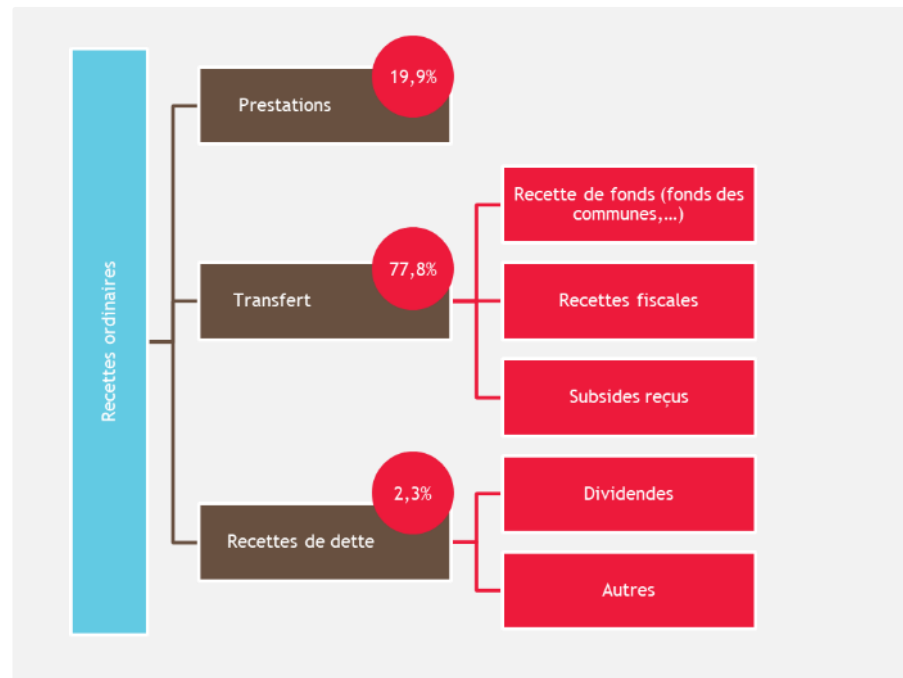 Recettes ordinaires
19,9%
Prestations
77,8%
Transfert
Recette de fonds (fonds des
communes,…)
Recettes fiscales
Subsides reçus
2,3%
Recettes de dette
Dividendes
Autres